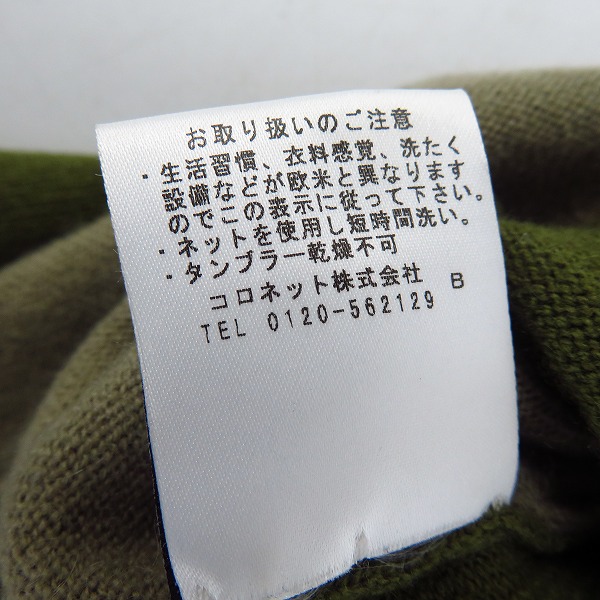 お取り扱いのご注意
・生活習慣、衣料感覚、洗たく
設備などが欧米と異なります
のでこの表示に従って下さい。
・ネットを使用し短時間洗い。
・タンブラー乾燥不可
コロネット株式会社 B
TEL 0120-562129